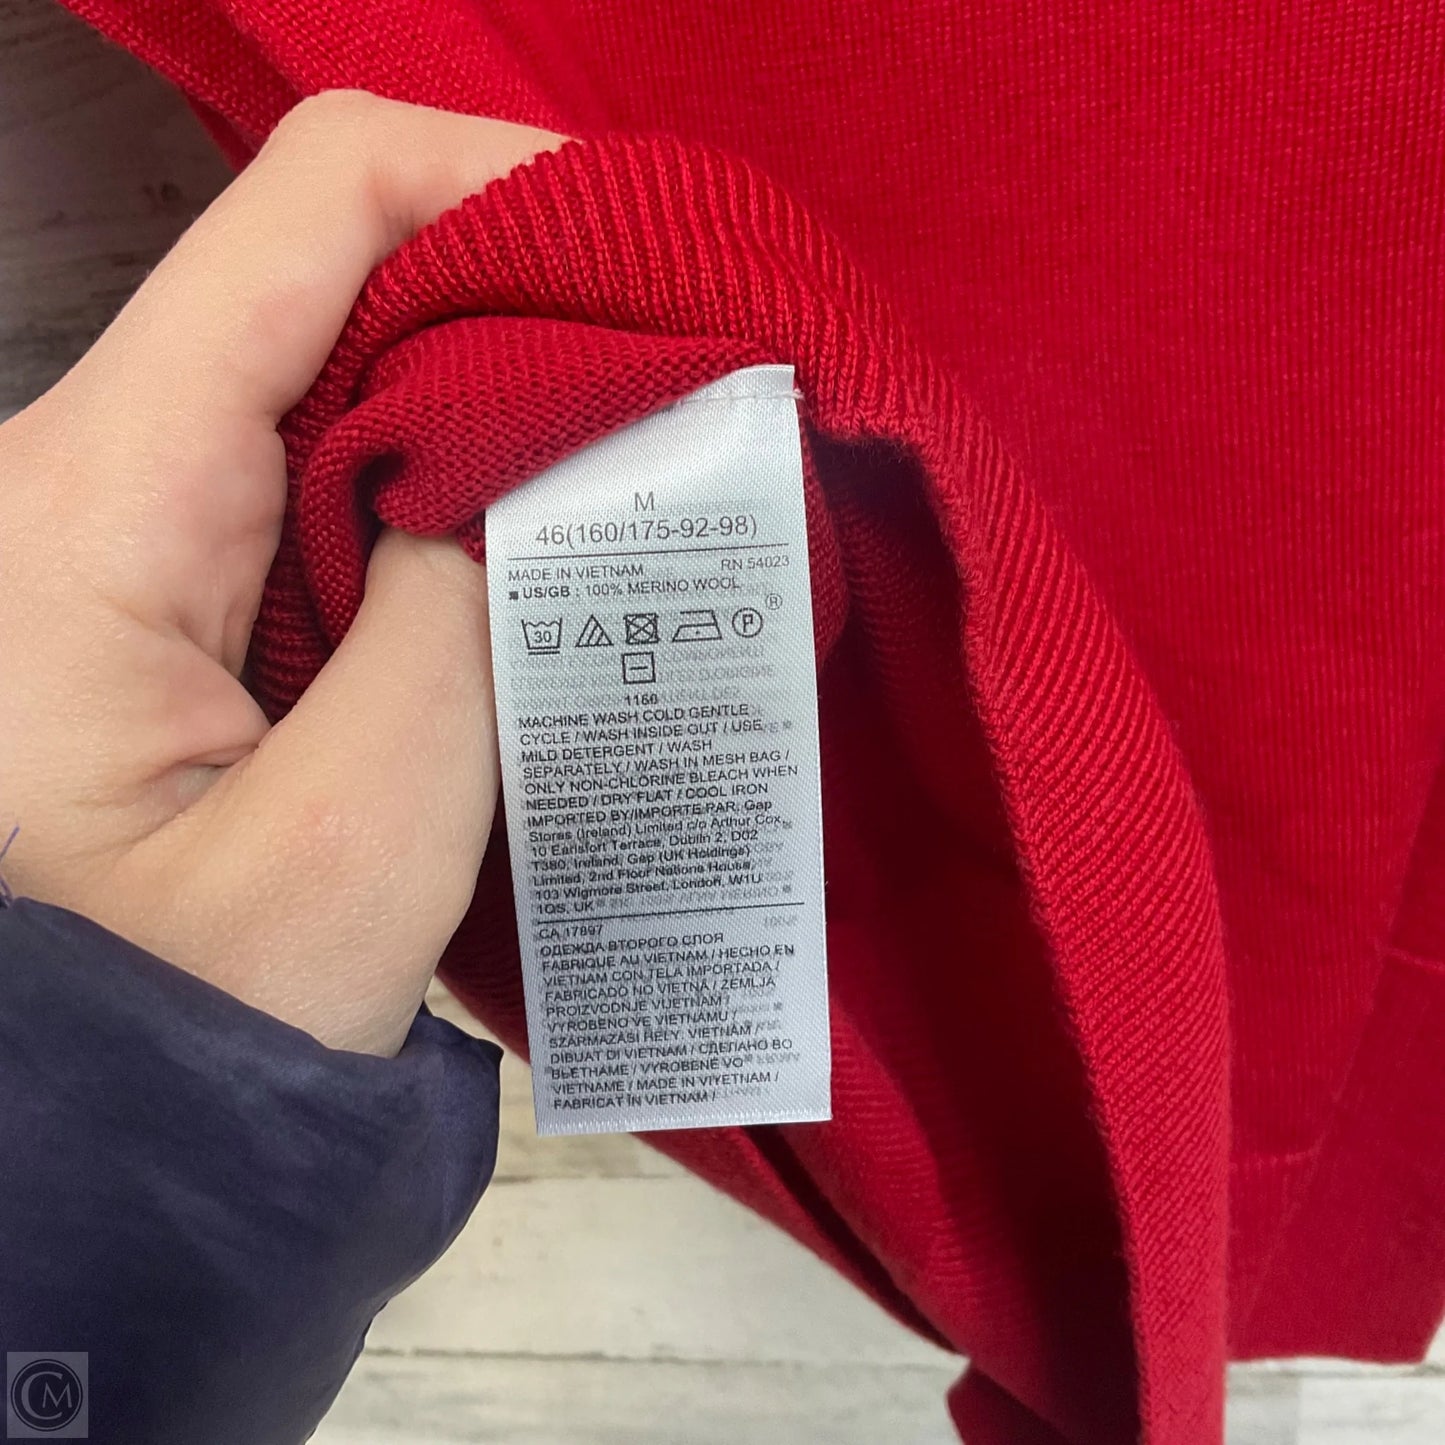 M
46(160/175-92-98)
MADE IN VIETNAM RN 54023
US/GB : 100% MERINO WOOL
30 P ®
1160
MACHINE WASH COLD GENTLE
CYCLE / WASH INSIDE OUT / USE
MILD DETERGENT / WASH
SEPARATELY / WASH IN MESH BAG /
ONLY NON-CHLORINE BLEACH WHEN
NEEDED / DRY FLAT / COOL IRON
IMPORTED BY/IMPORTE PAR, Gap
Stores (Ireland) Limited c/o Arthur Cox,
10 Earlsfort Terrace, Dublin 2, D02
T380, Ireland, Gap (UK Holdings)
Limited, 2nd Floor Nations House,
103 Wigmore Street, London, W1U
1QS, UK
CA 17897
ОДЕЖДА ВТОРОГО СЛОЯ
FABRIQUE AU VIETNAM / HECHO EN
VIETNAM CON TELA IMPORTADA /
FABRICADO NO VIETNA / ZEMLJA
PROIZVODNJE VIJETNAM /
VYROBENO VE VIETNAMU /
SZÁRMAZÁSI HELY: VIETNÁM /
DIBUAT DI VIETNAM / СДЕЛАНО ВО
ВЬЕТНАМЕ / VYROBENÉ VO
VIETNAME / MADE IN VIYETNAM /
FABRICAT ÎN VIETNAM /
CM